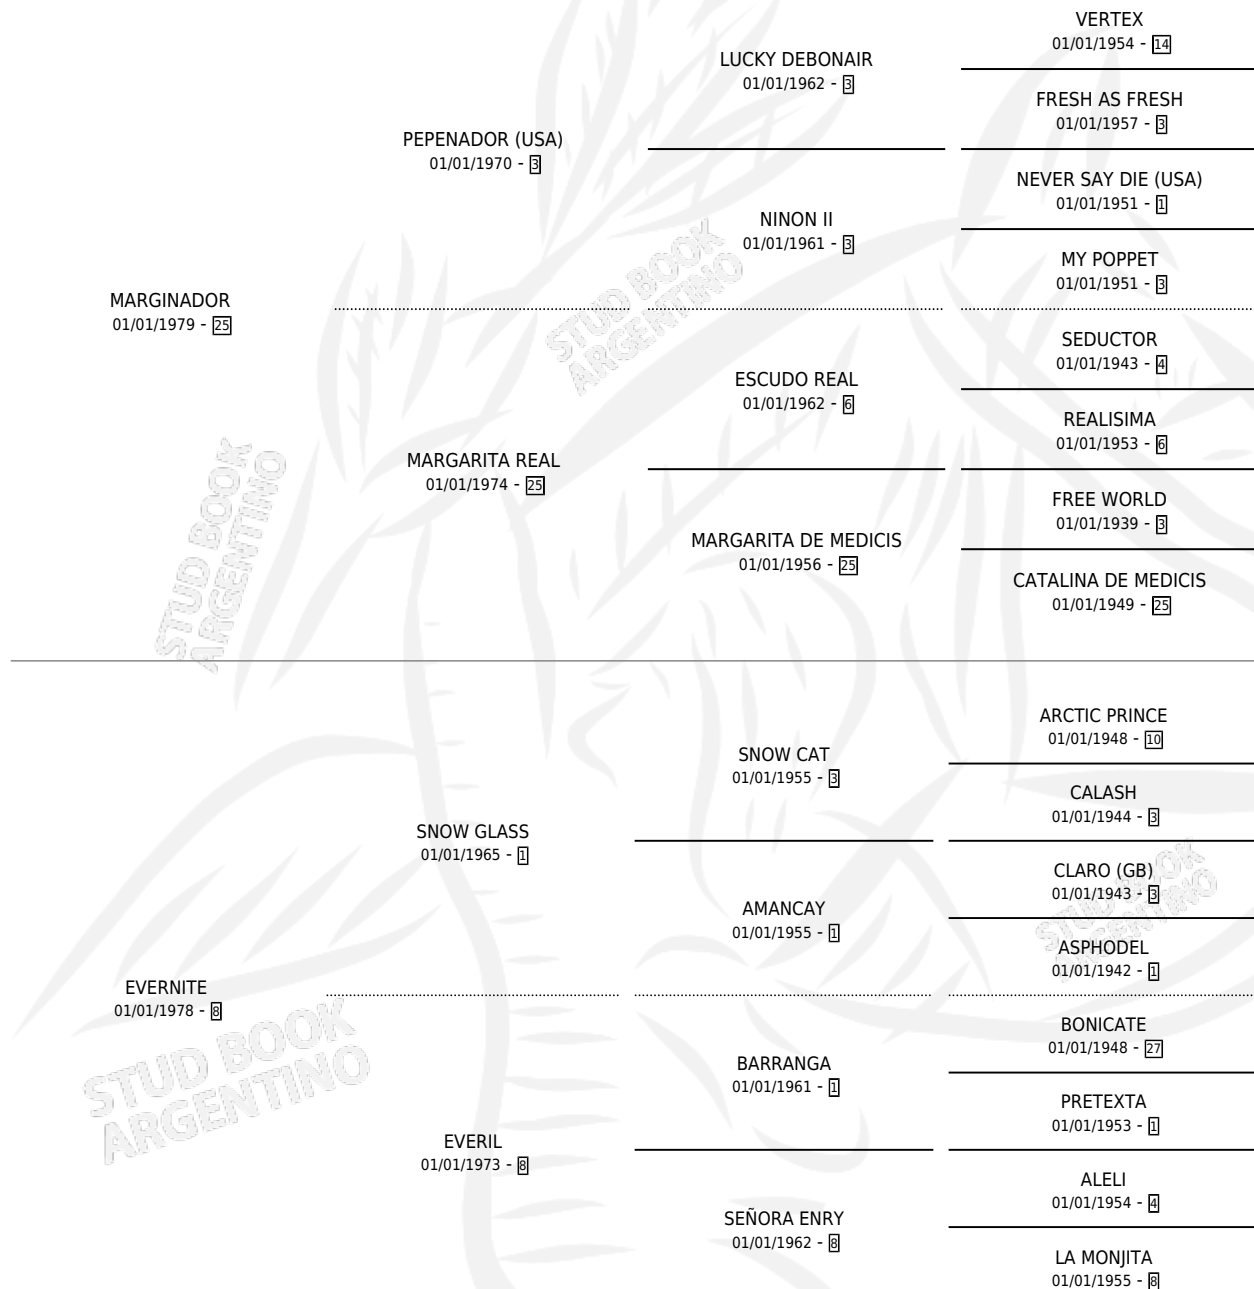 VERTEX
01/01/1954 - 14
LUCKY DEBONAIR
01/01/1962 - 3
FRESH AS FRESH
01/01/1957 - 3
PEPENADOR (USA)
01/01/1970 - 3
NEVER SAY DIE (USA)
01/01/1951 - 1
NINON II
01/01/1961 - 3
MY POPPET
01/01/1951 - 3
MARGINADOR
01/01/1979 - 25
SEDUCTOR
01/01/1943 - 4
ESCUDO REAL
01/01/1962 - 6
REALISIMA
01/01/1953 - 6
MARGARITA REAL
01/01/1974 - 25
FREE WORLD
01/01/1939 - 3
MARGARITA DE MEDICIS
01/01/1956 - 25
CATALINA DE MEDICIS
01/01/1949 - 25
STUD BOOK
ARGENTINO
STUD BOOK
ARGENTINO
ARCTIC PRINCE
01/01/1948 - 10
SNOW CAT
01/01/1955 - 3
CALASH
01/01/1944 - 3
SNOW GLASS
01/01/1965 - 1
CLARO (GB)
01/01/1943 - 3
AMANCAY
01/01/1955 - 1
ASPHODEL
01/01/1942 - 1
EVERNITE
01/01/1978 - 8
BONICATE
01/01/1948 - 27
BARRANGA
01/01/1961 - 1
PRETEXTA
01/01/1953 - 1
EVERIL
01/01/1973 - 8
ALELI
01/01/1954 - 4
SEÑORA ENRY
01/01/1962 - 8
LA MONJITA
01/01/1955 - 8
STUD BOOK
ARGENTINO
STUD BOOK
ARGENTINO